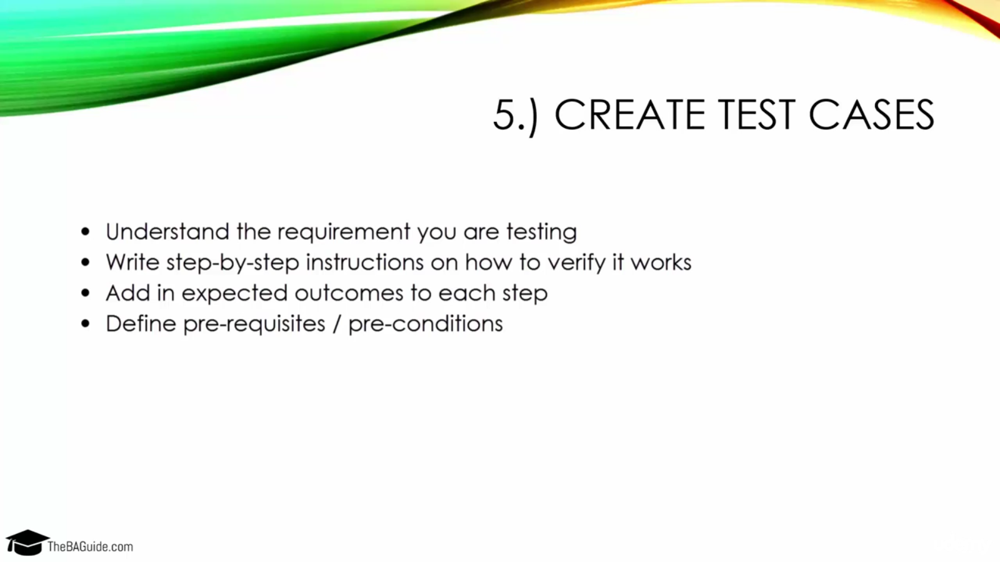 5.) CREATE TEST CASES
• Understand the requirement you are testing
• Write step-by-step instructions on how to verify it works
• Add in expected outcomes to each step
• Define pre-requisites / pre-conditions
TheBAGuide.com